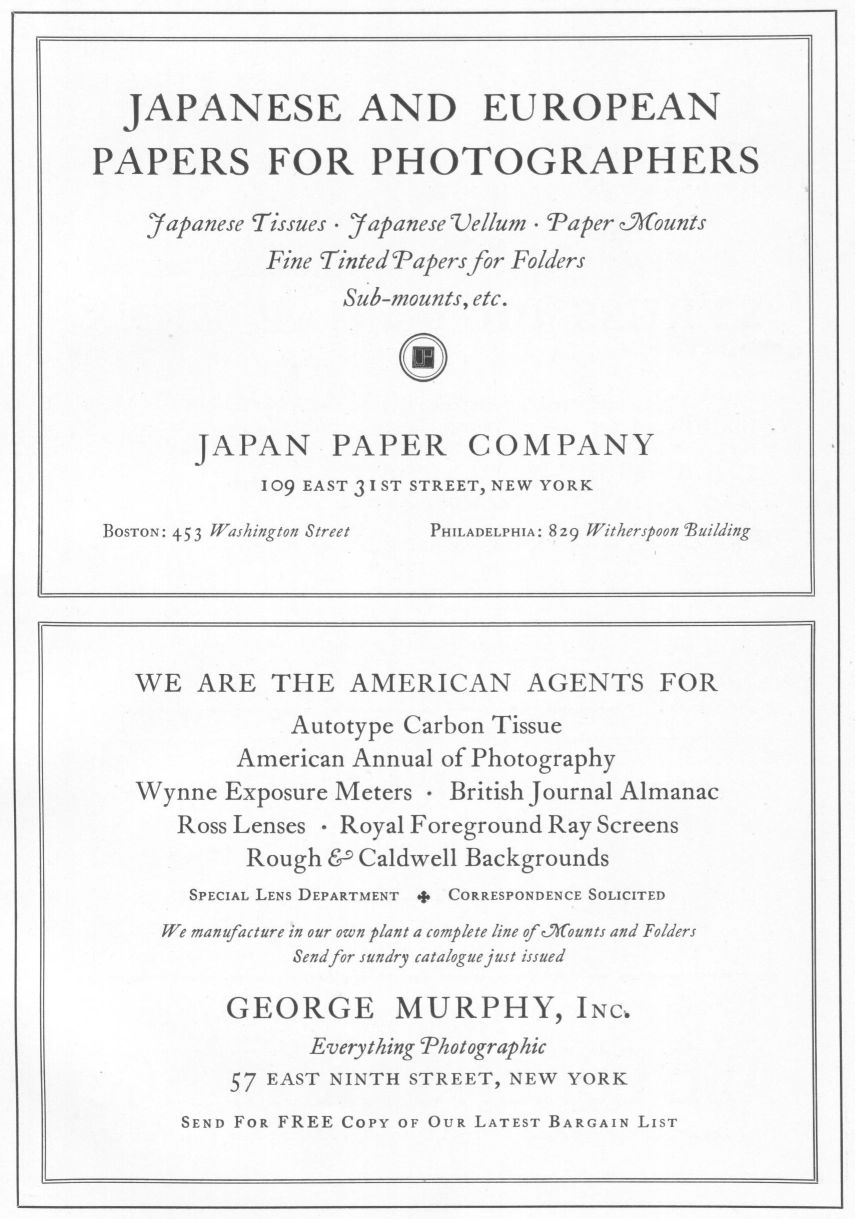 JAPANESE AND EUROPEAN
PAPERS FOR PHOTOGRAPHERS
Japanese Tissues · Japanese Vellum · Paper Mounts
Fine Tinted Papers for Folders
Sub-mounts, etc.
JP
JAPAN PAPER COMPANY
109 EAST 31ST STREET, NEW YORK
BOSTON: 453 Washington Street PHILADELPHIA: 829 Witherspoon Building
WE ARE THE AMERICAN AGENTS FOR
Autotype Carbon Tissue
American Annual of Photography
Wynne Exposure Meters · British Journal Almanac
Ross Lenses · Royal Foreground Ray Screens
Rough & Caldwell Backgrounds
SPECIAL LENS DEPARTMENT ✤ CORRESPONDENCE SOLICITED
We manufacture in our own plant a complete line of Mounts and Folders
Send for sundry catalogue just issued
GEORGE MURPHY, INC.
Everything Photographic
57 EAST NINTH STREET, NEW YORK
SEND FOR FREE COPY OF OUR LATEST BARGAIN LIST